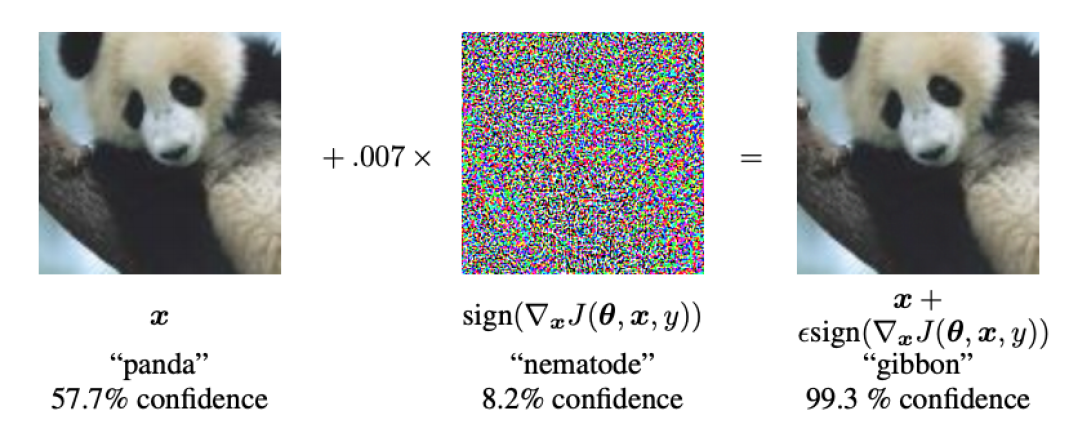 + .007 ×
=
x
sign(∇ₓJ(θ, x, y))
x +
ϵsign(∇ₓJ(θ, x, y))
“panda”
“nematode”
“gibbon”
57.7% confidence
8.2% confidence
99.3 % confidence